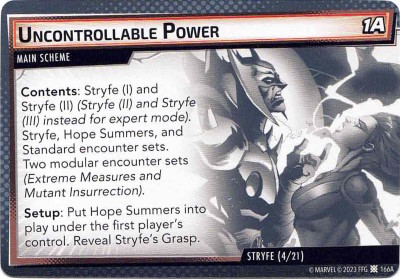 UNCONTROLLABLE POWER
1A
MAIN SCHEME
Contents: Stryfe (I) and
Stryfe (II) (Stryfe (II) and Stryfe
(III) instead for expert mode).
Stryfe, Hope Summers, and
Standard encounter sets.
Two modular encounter sets
(Extreme Measures and
Mutant Insurrection).
Setup: Put Hope Summers into
play under the first player's
control. Reveal Stryfe's Grasp.
STRYFE (4/21)
© MARVEL © 2023 FFG 166A